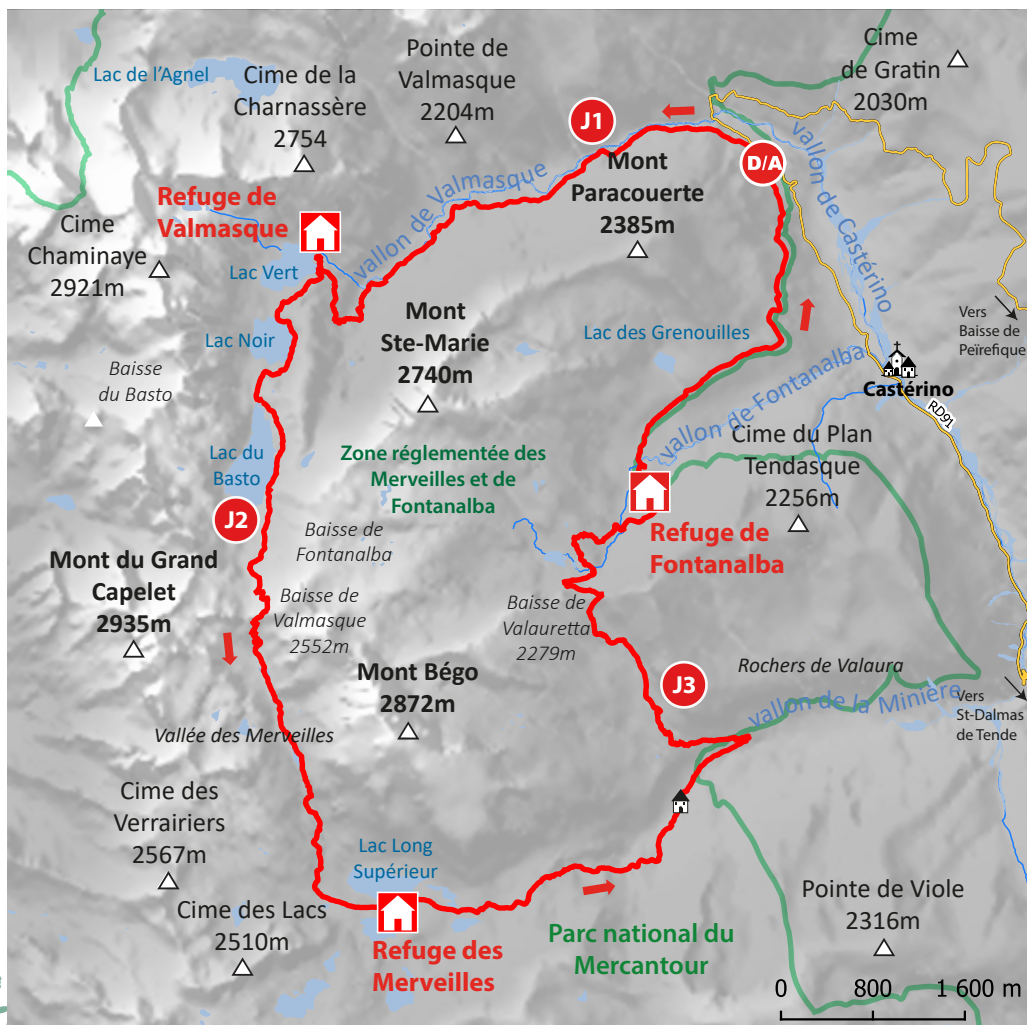 Lac de l'Agnel
Cime de la
Charnassère
2754
Pointe de
Valmasque
2204m
Cime
de Gratin
2030m
J1
D/A
Mont
Paracouerte
2385m
vallon de Valmasque
vallon de Castérino
Refuge de
Valmasque
Cime
Chaminaye
2921m
Lac Vert
Lac Noir
Mont
Ste-Marie
2740m
Lac des Grenouilles
Vers
Baisse de
Peïrefique
Castérino
RD91
Baisse
du Basto
vallon de Fontanalba
Lac du
Basto
Zone réglementée des
Merveilles et de
Fontanalba
Cime du Plan
Tendasque
2256m
J2
Baisse de
Fontanalba
Refuge de
Fontanalba
Mont du Grand
Capelet
2935m
Baisse de
Valmasque
2552m
Baisse de
Valauretta
2279m
Mont Bégo
2872m
J3
Rochers de Valaura
vallon de la Minière
Vers
St-Dalmas
de Tende
Vallée des Merveilles
Cime des
Verrairiers
2567m
Lac Long
Supérieur
Cime des Lacs
2510m
Refuge des
Merveilles
Parc national du
Mercantour
Pointe de Viole
2316m
0 800 1 600 m